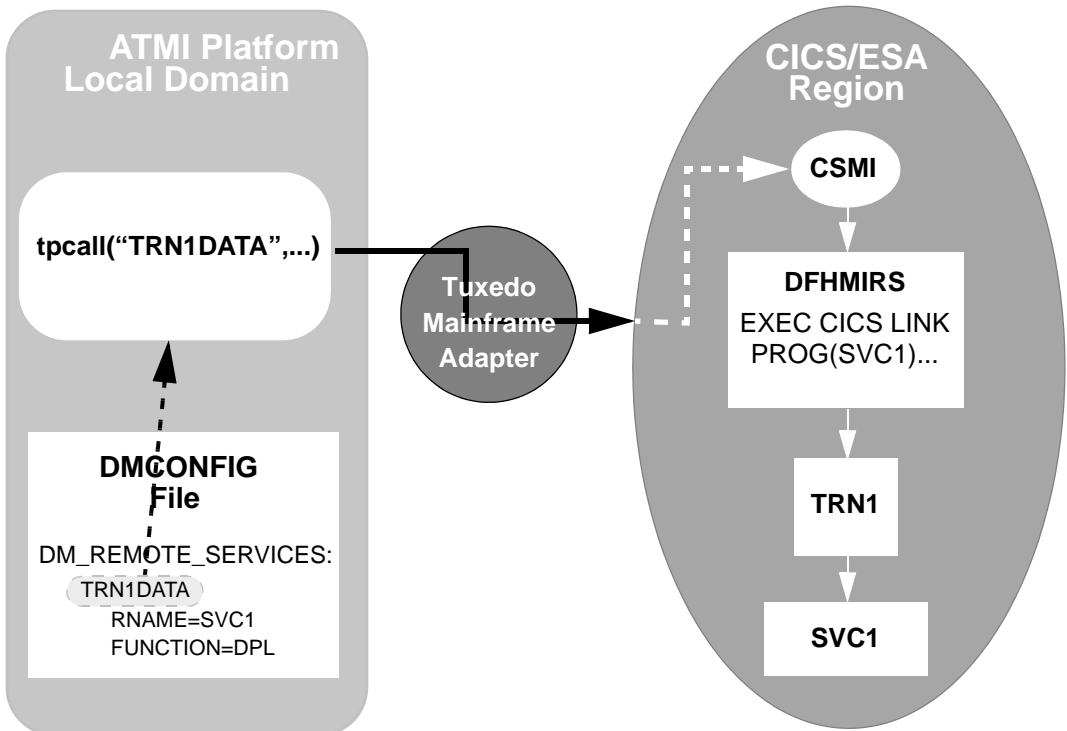 ATMI Platform
Local Domain
tpcall(“TRN1DATA”,...)
DMCONFIG
File
DM_REMOTE_SERVICES:
TRN1DATA
RNAME=SVC1
FUNCTION=DPL
Tuxedo
Mainframe
Adapter
CICS/ESA
Region
CSMI
DFHMIRS
EXEC CICS LINK
PROG(SVC1)...
TRN1
SVC1